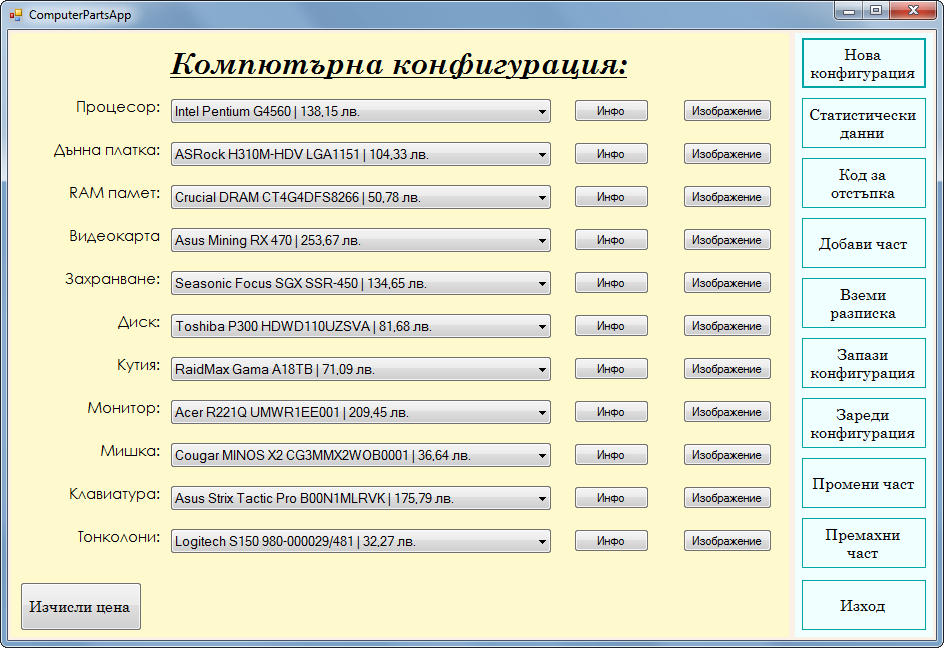 ComputerPartsApp
Компютърна конфигурация:
Процесор: Intel Pentium G4560 | 138,15 лв. Инфо Изображение
Дънна платка: ASRock H310M-HDV LGA1151 | 104,33 лв. Инфо Изображение
RAM памет: Crucial DRAM CT4G4DFS8266 | 50,78 лв. Инфо Изображение
Видеокарта Asus Mining RX 470 | 253,67 лв. Инфо Изображение
Захранване: Seasonic Focus SGX SSR-450 | 134,65 лв. Инфо Изображение
Диск: Toshiba P300 HDWD110UZSVA | 81,68 лв. Инфо Изображение
Кутия: RaidMax Gama A18TB | 71,09 лв. Инфо Изображение
Монитор: Acer R221Q UMWR1EE001 | 209,45 лв. Инфо Изображение
Мишка: Cougar MINOS X2 CG3MMX2WOB0001 | 36,64 лв. Инфо Изображение
Клавиатура: Asus Strix Tactic Pro B00N1MLRVK | 175,79 лв. Инфо Изображение
Тонколони: Logitech S150 980-000029/481 | 32,27 лв. Инфо Изображение
Изчисли цена
Нова
конфигурация
Статистически
данни
Код за
отстъпка
Добави част
Вземи
разписка
Запази
конфигурация
Зареди
конфигурация
Промени част
Премахни
част
Изход